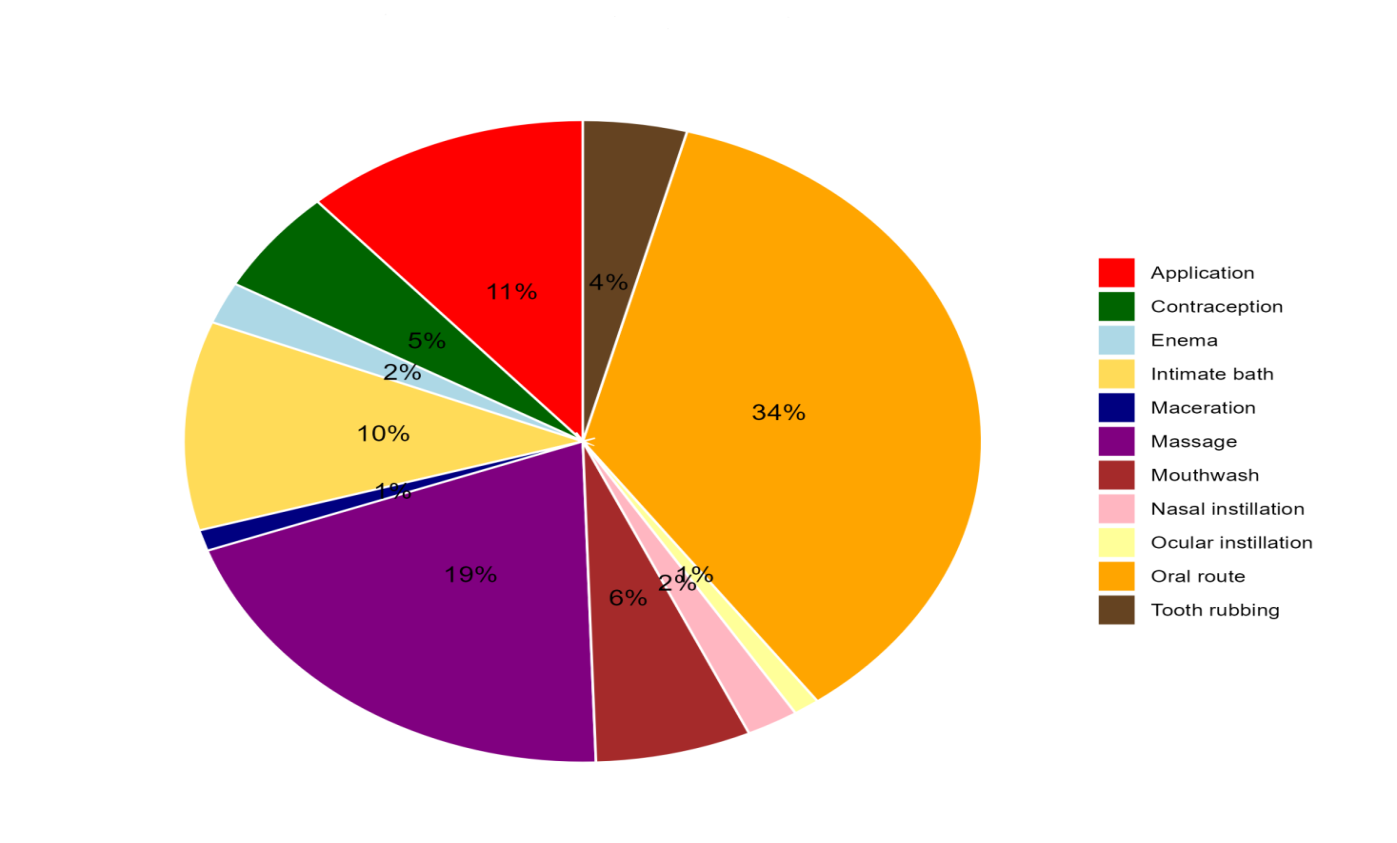 4%
11%
5%
2%
34%
10%
1%
19%
1%
2%
6%
Application
Contraception
Enema
Intimate bath
Maceration
Massage
Mouthwash
Nasal instillation
Ocular instillation
Oral route
Tooth rubbing